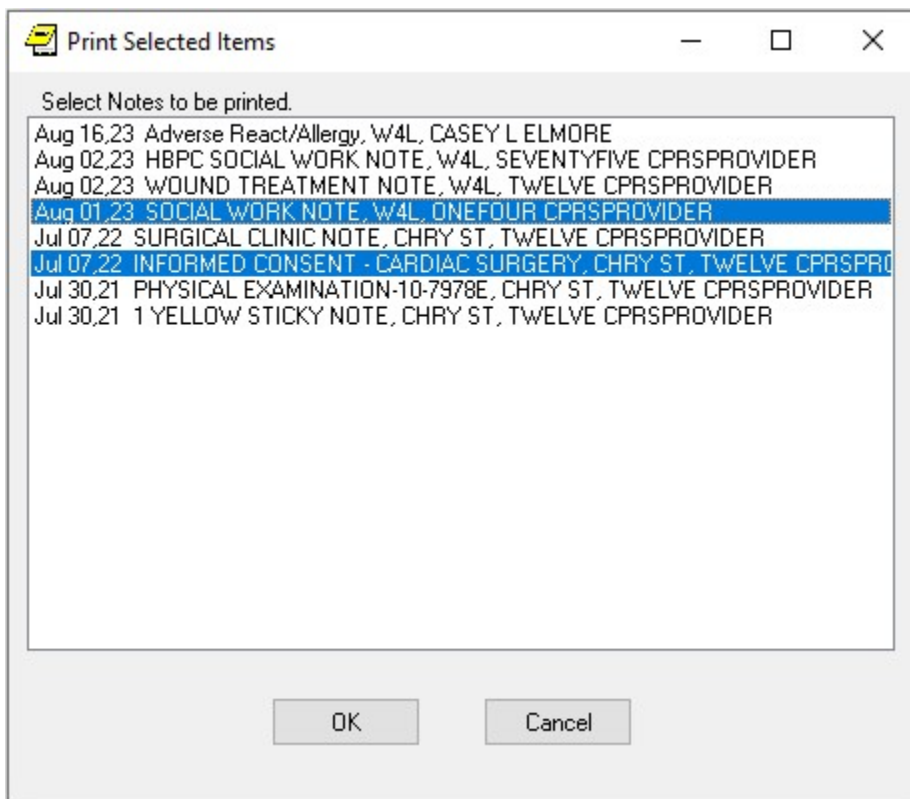 Print Selected Items
Select Notes to be printed.
Aug 16,23 Adverse React/Allergy, W4L, CASEY L ELMORE
Aug 02,23 HBPC SOCIAL WORK NOTE, W4L, SEVENTYFIVE CPRSPROVIDER
Aug 02,23 WOUND TREATMENT NOTE, W4L, TWELVE CPRSPROVIDER
Aug 01,23 SOCIAL WORK NOTE, W4L, ONEFOUR CPRSPROVIDER
Jul 07,22 SURGICAL CLINIC NOTE, CHRY ST, TWELVE CPRSPROVIDER
Jul 07,22 INFORMED CONSENT - CARDIAC SURGERY, CHRY ST, TWELVE CPRSPRO
Jul 30,21 PHYSICAL EXAMINATION-10-7978E, CHRY ST, TWELVE CPRSPROVIDER
Jul 30,21 1 YELLOW STICKY NOTE, CHRY ST, TWELVE CPRSPROVIDER
OK Cancel